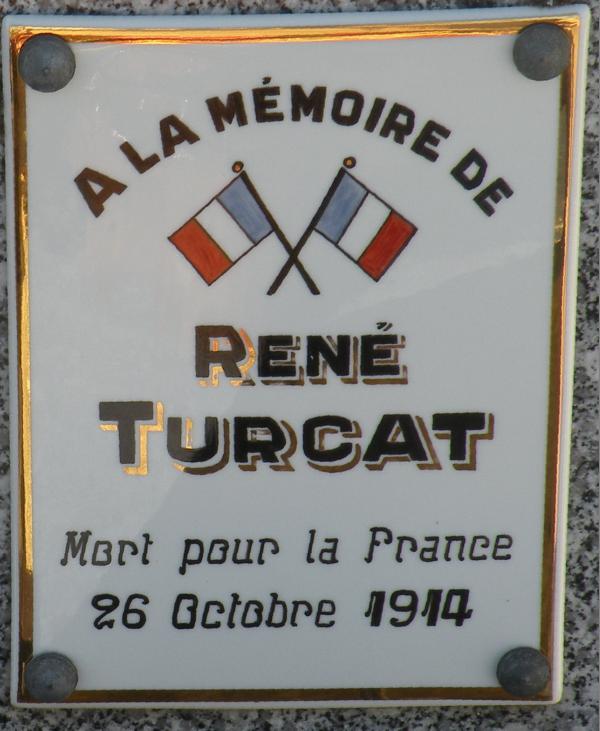 A LA MÉMOIRE DE
RENÉ
TURCAT
Mort pour la France
26 Octobre 1914